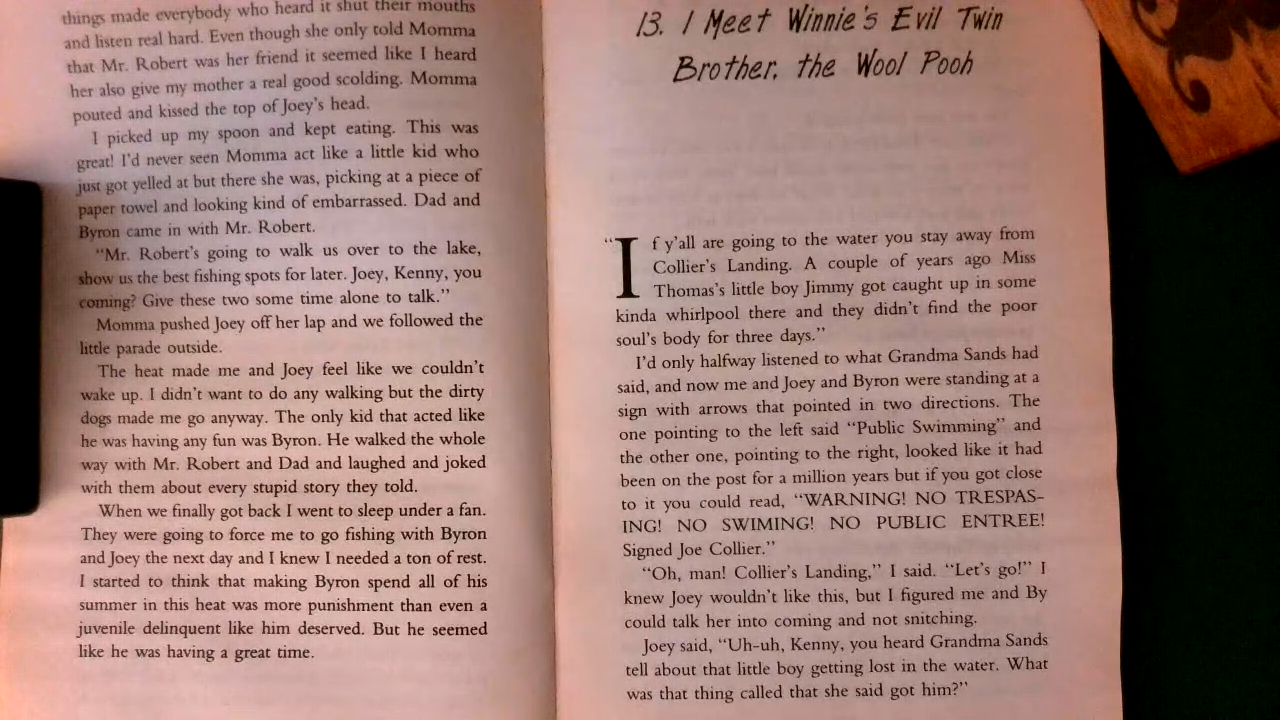 things made everybody who heard it shut their mouths
and listen real hard. Even though she only told Momma
that Mr. Robert was her friend it seemed like I heard
her also give my mother a real good scolding. Momma
pouted and kissed the top of Joey's head.
I picked up my spoon and kept eating. This was
great! I'd never seen Momma act like a little kid who
just got yelled at but there she was, picking at a piece of
paper towel and looking kind of embarrassed. Dad and
Byron came in with Mr. Robert.
“Mr. Robert's going to walk us over to the lake,
show us the best fishing spots for later. Joey, Kenny, you
coming? Give these two some time alone to talk.”
Momma pushed Joey off her lap and we followed the
little parade outside.
The heat made me and Joey feel like we couldn't
wake up. I didn't want to do any walking but the dirty
dogs made me go anyway. The only kid that acted like
he was having any fun was Byron. He walked the whole
way with Mr. Robert and Dad and laughed and joked
with them about every stupid story they told.
When we finally got back I went to sleep under a fan.
They were going to force me to go fishing with Byron
and Joey the next day and I knew I needed a ton of rest.
I started to think that making Byron spend all of his
summer in this heat was more punishment than even a
juvenile delinquent like him deserved. But he seemed
like he was having a great time.
13. I Meet Winnie's Evil Twin
Brother, the Wool Pooh
“If y'all are going to the water you stay away from
Collier's Landing. A couple of years ago Miss
Thomas's little boy Jimmy got caught up in some
kinda whirlpool there and they didn't find the poor
soul's body for three days.”
I'd only halfway listened to what Grandma Sands had
said, and now me and Joey and Byron were standing at a
sign with arrows that pointed in two directions. The
one pointing to the left said “Public Swimming” and
the other one, pointing to the right, looked like it had
been on the post for a million years but if you got close
to it you could read, “WARNING! NO TRESPAS-
ING! NO SWIMING! NO PUBLIC ENTREE!
Signed Joe Collier.”
“Oh, man! Collier's Landing,” I said. “Let's go!” I
knew Joey wouldn't like this, but I figured me and By
could talk her into coming and not snitching.
Joey said, “Uh-uh, Kenny, you heard Grandma Sands
tell about that little boy getting lost in the water. What
was that thing called that she said got him?”